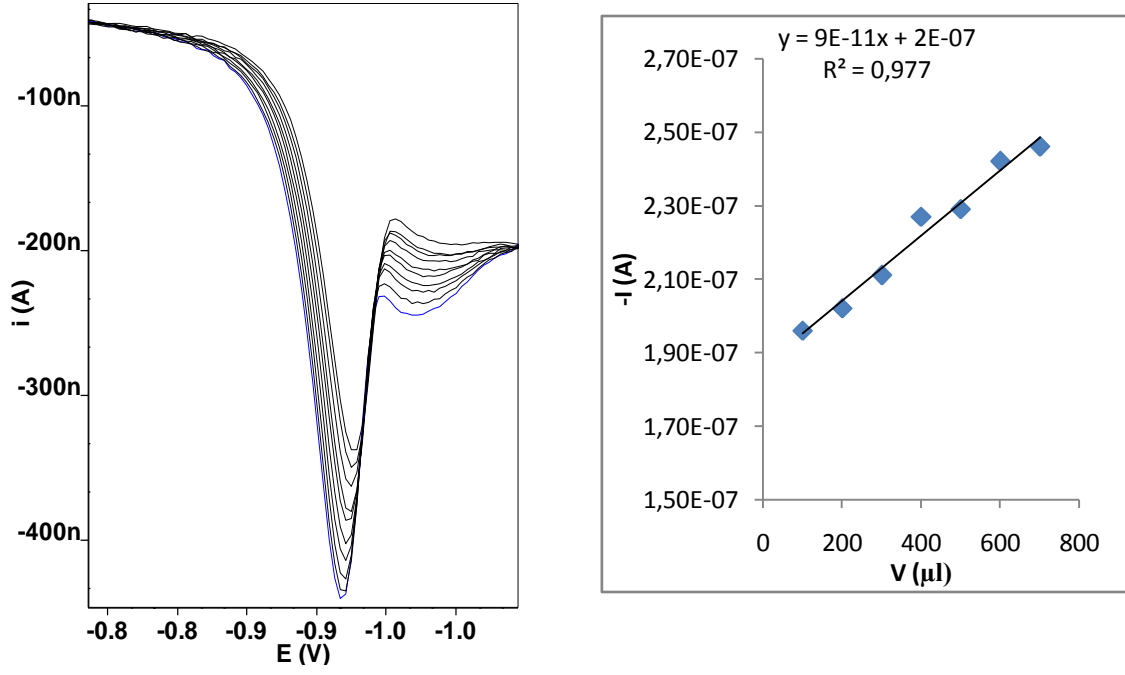 -100n
-200n
-300n
-400n
i (A)
-0.8 -0.8 -0.9 -0.9 -1.0 -1.0
E (V)
y = 9E-11x + 2E-07
R² = 0,977
2,70E-07
2,50E-07
2,30E-07
2,10E-07
1,90E-07
1,70E-07
1,50E-07
-I (A)
0 200 400 600 800
V (µl)